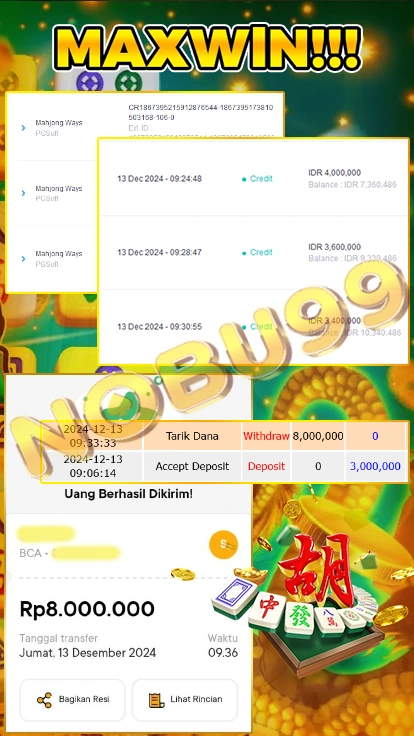 MAXWIN!!!
Mahjong Ways
PGSoft
CR1867395215912876544-1867395173810
503168-106-0
Ext ID :
Mahjong Ways
PGSoft
Mahjong Ways
PGSoft
13 Dec 2024 - 09:24:48
Credit
IDR 4,000,000
Balance : IDR 7,360,486
13 Dec 2024 - 09:28:47
Credit
IDR 3,600,000
Balance : IDR 9,330,486
13 Dec 2024 - 09:30:55
Credit
IDR 3,400,000
Balance : IDR 10,340,486
NOBU99
2024-12-13
09:33:33
Tarik Dana
Withdraw
8,000,000
0
2024-12-13
09:06:14
Accept Deposit
Deposit
0
3,000,000
Uang Berhasil Dikirim!
BCA -
Rp8.000.000
Tanggal transfer
Waktu
Jumat, 13 Desember 2024
09.36
Bagikan Resi
Lihat Rincian
胡
中
發
八
萬